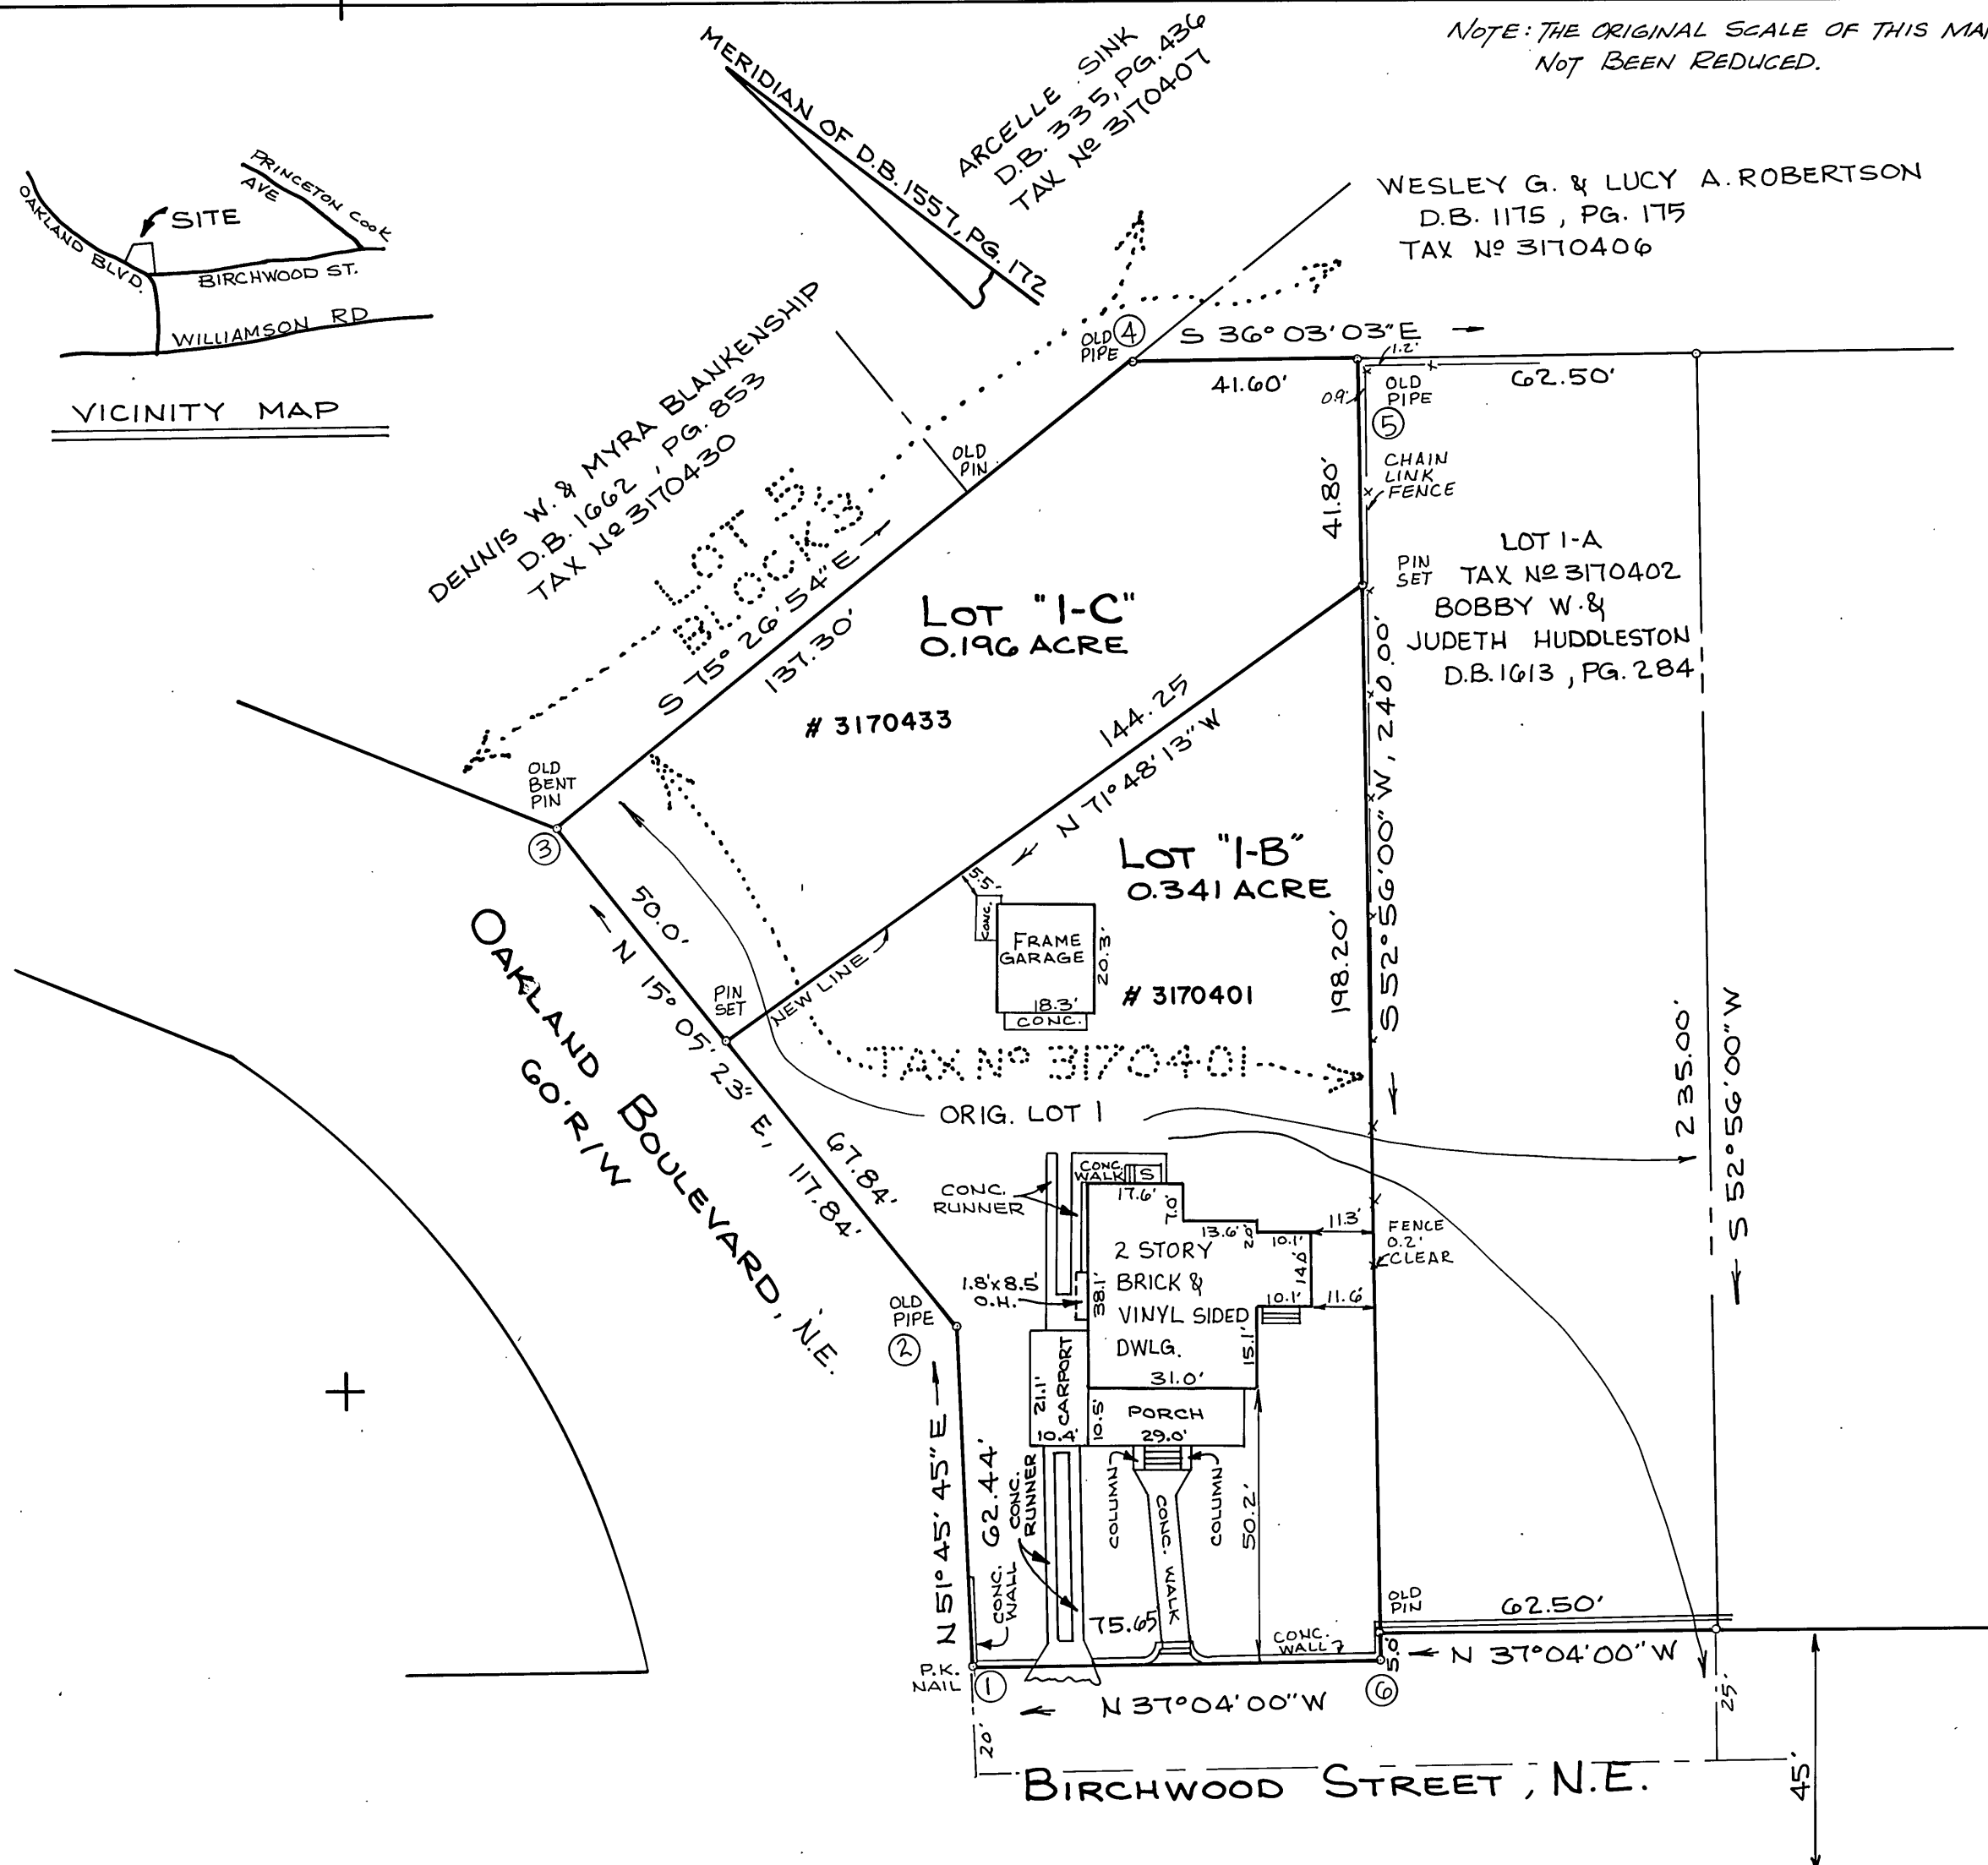 NOTE: THE ORIGINAL SCALE OF THIS MA
NOT BEEN REDUCED.
MERIDIAN OF D.B. 1557, PG. 172
ARCELLE SINK
D.B. 335, PG. 436
TAX Nº 3170407
WESLEY G. & LUCY A. ROBERTSON
D.B. 1175, PG. 175
TAX Nº 3170406
OAKLAND BLVD.
PRINCETON COOK
AVE
SITE
BIRCHWOOD ST.
WILLIAMSON RD
VICINITY MAP
DENNIS W. & MYRA BLANKENSHIP
D.B. 1662, PG. 853
TAX Nº 3170430
LOT 5
BLOCK 3
OLD
PIPE
4
S 36° 03' 03" E
41.60'
1.2'
62.50'
0.9'
OLD
PIPE
5
OLD
PIN
CHAIN
LINK
FENCE
41.80'
PIN
SET
LOT 1-A
TAX Nº 3170402
BOBBY W. &
JUDETH HUDDLESTON
D.B. 1613, PG. 284
S 75° 26' 54" E
137.30'
LOT "1-C"
0.196 ACRE
# 3170433
144.25
N 71° 48' 13" W
OLD
BENT
PIN
3
50.0'
N 15° 05' 23" E, 117.84'
PIN
SET
NEW LINE
67.84'
LOT "1-B"
0.341 ACRE
5.5'
CONC.
FRAME
GARAGE
20.3'
18.3'
CONC.
# 3170401
198.20'
S 52° 56' 00" W, 240.00'
235.00'
S 52° 56' 00" W
TAX Nº 3170401
ORIG. LOT 1
OAKLAND BOULEVARD, N.E.
60' R/W
CONC.
RUNNER
CONC.
WALK
S
17.6'
7.0'
13.6'
2.0'
10.1'
11.3'
14.0'
2 STORY
BRICK &
VINYL SIDED
DWLG.
38.1'
1.8'x8.5'
O.H.
10.1'
11.6'
15.1'
31.0'
FENCE
0.2'
CLEAR
OLD
PIPE
2
21.1'
CARPORT
10.4'
10.5'
PORCH
29.0'
COLUMN
COLUMN
CONC. WALK
50.2'
N 51° 45' 45" E
62.44'
CONC.
RUNNER
CONC.
WALL
75.65
CONC.
WALL
OLD
PIN
62.50'
5.0'
N 37° 04' 00" W
P.K.
NAIL
1
N 37° 04' 00" W
6
20'
25'
45'
BIRCHWOOD STREET, N.E.